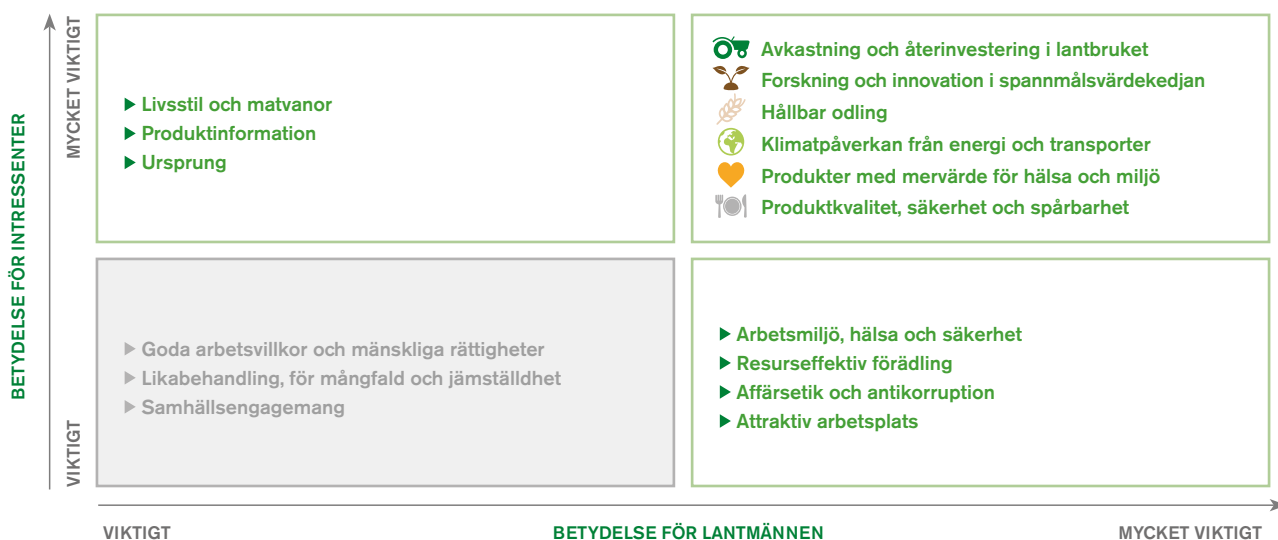 BETYDELSE FÖR INTRESSENTER
MYCKET VIKTIGT
VIKTIGT
Livsstil och matvanor
Produktinformation
Ursprung
Avkastning och återinvestering i lantbruket
Forskning och innovation i spannmålsvärdekedjan
Hållbar odling
Klimatpåverkan från energi och transporter
Produkter med mervärde för hälsa och miljö
Produktkvalitet, säkerhet och spårbarhet
Goda arbetsvillkor och mänskliga rättigheter
Likabehandling, för mångfald och jämställdhet
Samhällsengagemang
Arbetsmiljö, hälsa och säkerhet
Resurseffektiv förädling
Affärsetik och antikorruption
Attraktiv arbetsplats
VIKTIGT
BETYDELSE FÖR LANTMÄNNEN
MYCKET VIKTIGT